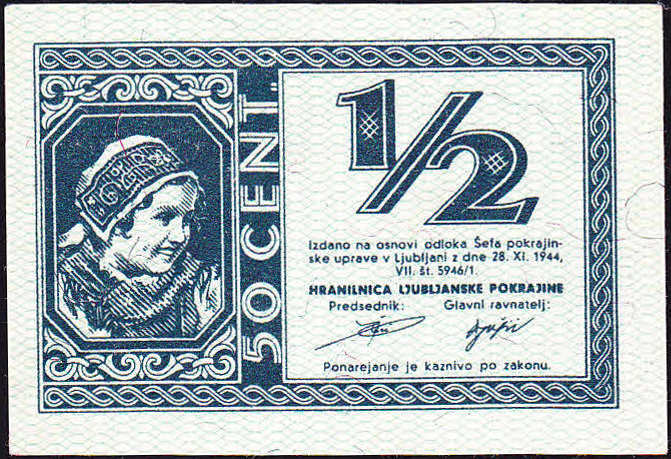 50 CENT.
1/2
Izdano na osnovi odloka Šefa pokrajin-
ske uprave v Ljubljani z dne 28. XI. 1944,
VII. št. 5946/1.
HRANILNICA LJUBLJANSKE POKRAJINE
Predsednik: Glavni ravnatelj:
Ponarejanje je kaznivo po zakonu.